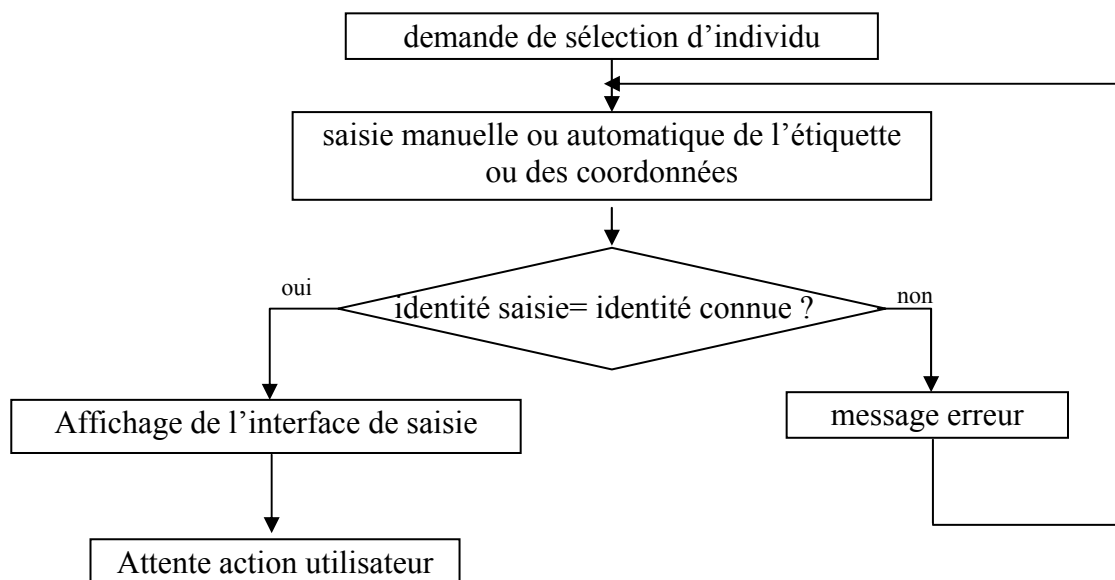 demande de sélection d’individu
saisie manuelle ou automatique de l’étiquette
ou des coordonnées
oui
identité saisie= identité connue ?
non
Affichage de l’interface de saisie
message erreur
Attente action utilisateur